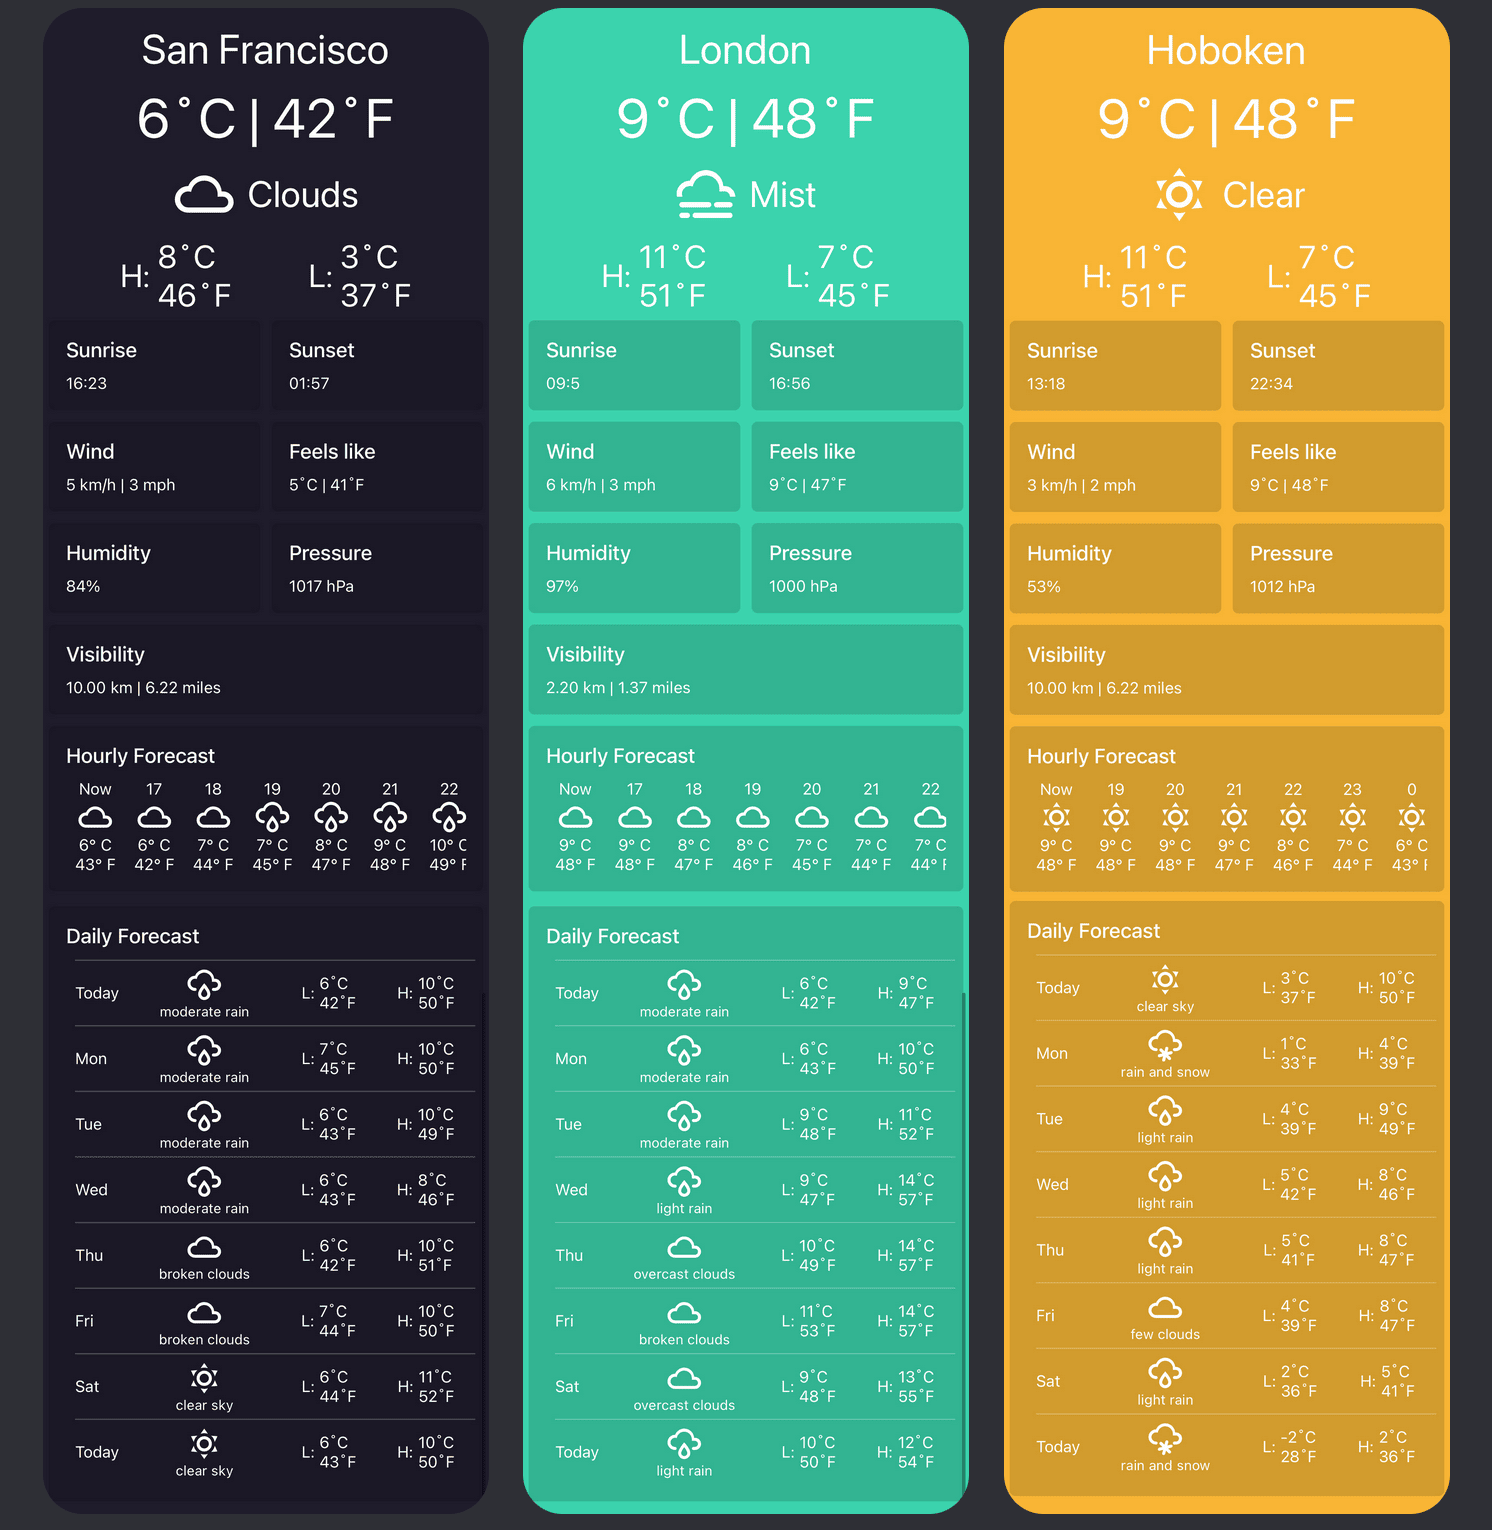 San Francisco
6°C | 42°F
Clouds
H: 8°C 46°F L: 3°C 37°F
Sunrise
16:23
Sunset
01:57
Wind
5 km/h | 3 mph
Feels like
5°C | 41°F
Humidity
84%
Pressure
1017 hPa
Visibility
10.00 km | 6.22 miles
Hourly Forecast
Now 17 18 19 20 21 22
6° C 6° C 7° C 7° C 8° C 9° C 10° C
43° F 42° F 44° F 45° F 47° F 48° F 49° F
Daily Forecast
Today moderate rain L: 6°C 42°F H: 10°C 50°F
Mon moderate rain L: 7°C 45°F H: 10°C 50°F
Tue moderate rain L: 6°C 43°F H: 10°C 49°F
Wed moderate rain L: 6°C 43°F H: 8°C 46°F
Thu broken clouds L: 6°C 42°F H: 10°C 51°F
Fri broken clouds L: 7°C 44°F H: 10°C 50°F
Sat clear sky L: 6°C 44°F H: 11°C 52°F
Today clear sky L: 6°C 43°F H: 10°C 50°F
London
9°C | 48°F
Mist
H: 11°C 51°F L: 7°C 45°F
Sunrise
09:5
Sunset
16:56
Wind
6 km/h | 3 mph
Feels like
9°C | 47°F
Humidity
97%
Pressure
1000 hPa
Visibility
2.20 km | 1.37 miles
Hourly Forecast
Now 17 18 19 20 21 22
9° C 9° C 8° C 8° C 7° C 7° C 7° C
48° F 48° F 47° F 46° F 45° F 44° F 44° F
Daily Forecast
Today moderate rain L: 6°C 42°F H: 9°C 47°F
Mon moderate rain L: 6°C 43°F H: 10°C 50°F
Tue moderate rain L: 9°C 48°F H: 11°C 52°F
Wed light rain L: 9°C 47°F H: 14°C 57°F
Thu overcast clouds L: 10°C 49°F H: 14°C 57°F
Fri broken clouds L: 11°C 53°F H: 14°C 57°F
Sat overcast clouds L: 9°C 48°F H: 13°C 55°F
Today light rain L: 10°C 50°F H: 12°C 54°F
Hoboken
9°C | 48°F
Clear
H: 11°C 51°F L: 7°C 45°F
Sunrise
13:18
Sunset
22:34
Wind
3 km/h | 2 mph
Feels like
9°C | 48°F
Humidity
53%
Pressure
1012 hPa
Visibility
10.00 km | 6.22 miles
Hourly Forecast
Now 19 20 21 22 23 0
9° C 9° C 9° C 9° C 8° C 7° C 6° C
48° F 48° F 48° F 47° F 46° F 44° F 43° F
Daily Forecast
Today clear sky L: 3°C 37°F H: 10°C 50°F
Mon rain and snow L: 1°C 33°F H: 4°C 39°F
Tue light rain L: 4°C 39°F H: 9°C 49°F
Wed light rain L: 5°C 42°F H: 8°C 46°F
Thu light rain L: 5°C 41°F H: 8°C 47°F
Fri few clouds L: 4°C 39°F H: 8°C 47°F
Sat light rain L: 2°C 36°F H: 5°C 41°F
Today rain and snow L: -2°C 28°F H: 2°C 36°F